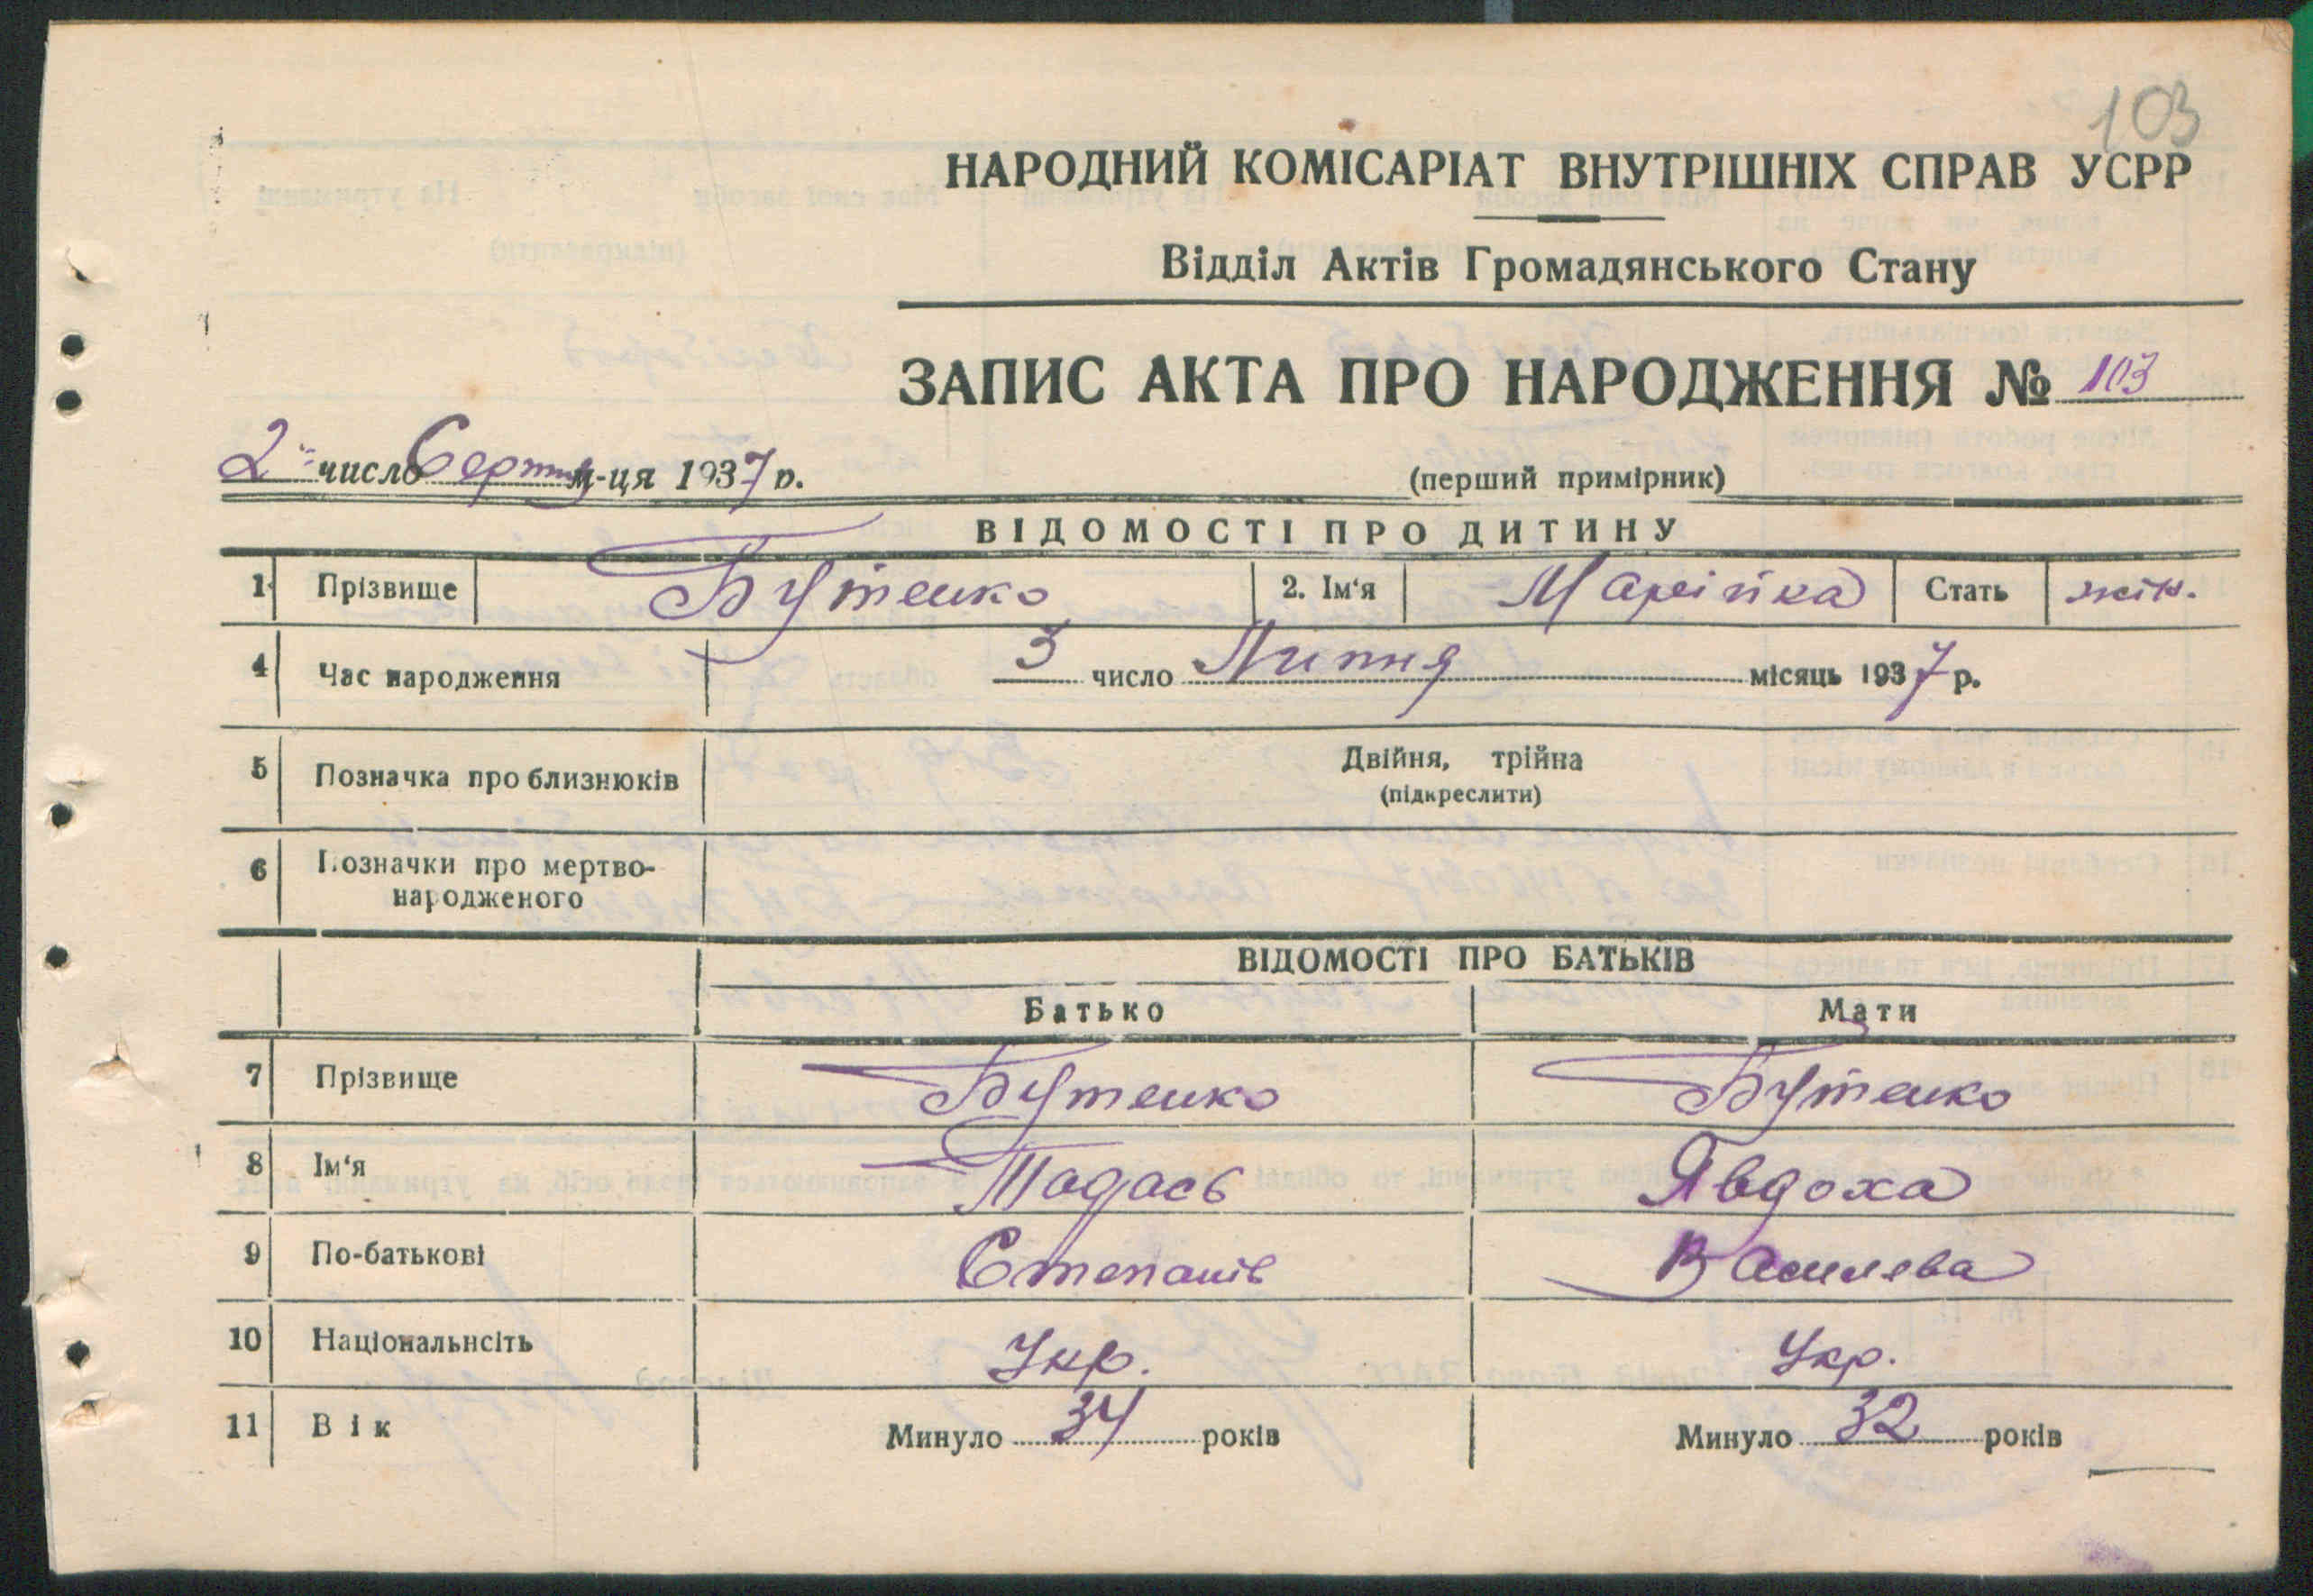 103
НАРОДНИЙ КОМІСАРІАТ ВНУТРІШНІХ СПРАВ УСРР
Відділ Актів Громадянського Стану
ЗАПИС АКТА ПРО НАРОДЖЕННЯ № 103
2 число Серпня м-ця 1937 р.
(перший примірник)
ВІДОМОСТІ ПРО ДИТИНУ
1 Прізвище Бутенко 2. Ім‘я Марійка Стать жін.
4 Час народження 3 число Липня місяць 1937 р.
5 Позначка про близнюків Двійня, трійна
(підкреслити)
6 Позначки про мертво-
народженого
ВІДОМОСТІ ПРО БАТЬКІВ
Батько Мати
7 Прізвище Бутенко Бутенко
8 Ім‘я Тадась Явдоха
9 По-батькові Степанів Василева
10 Національнсіть Укр. Укр.
11 Вік Минуло 34 років Минуло 32 років